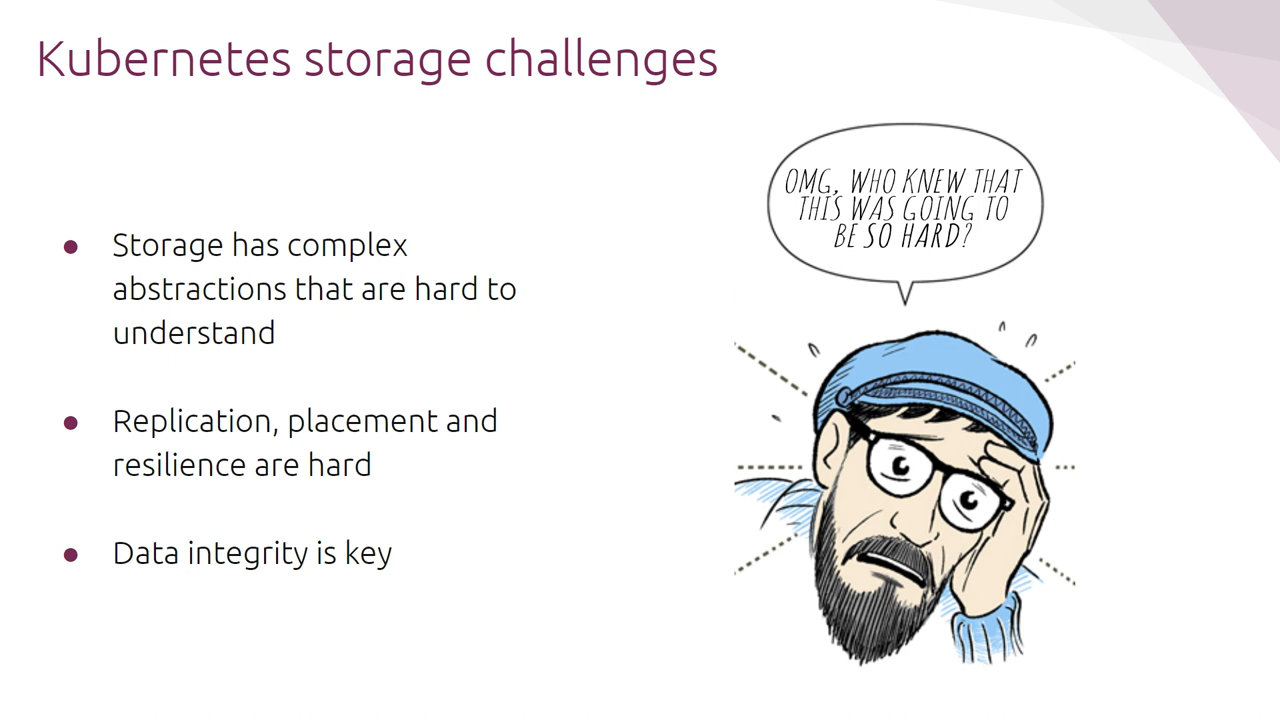 Kubernetes storage challenges
OMG, WHO KNEW THAT
THIS WAS GOING TO
BE SO HARD?
● Storage has complex
abstractions that are hard to
understand
● Replication, placement and
resilience are hard
● Data integrity is key